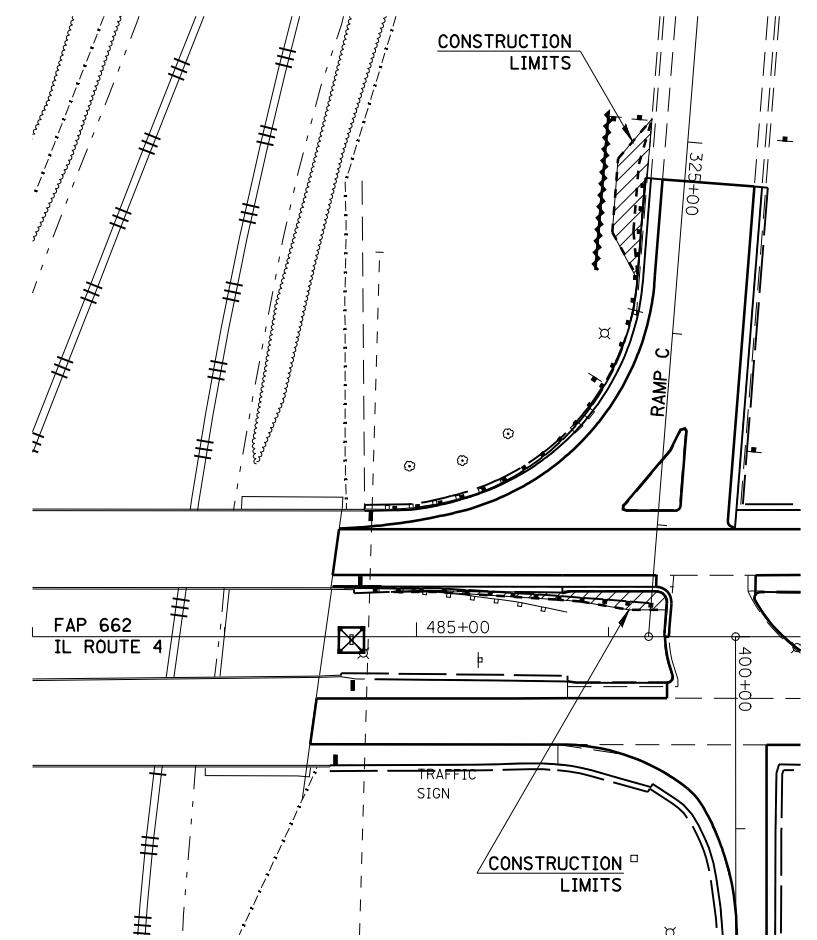 CONSTRUCTION
LIMITS
325+00
RAMP C
FAP 662
IL ROUTE 4
485+00
400+00
TRAFFIC
SIGN
CONSTRUCTION
LIMITS